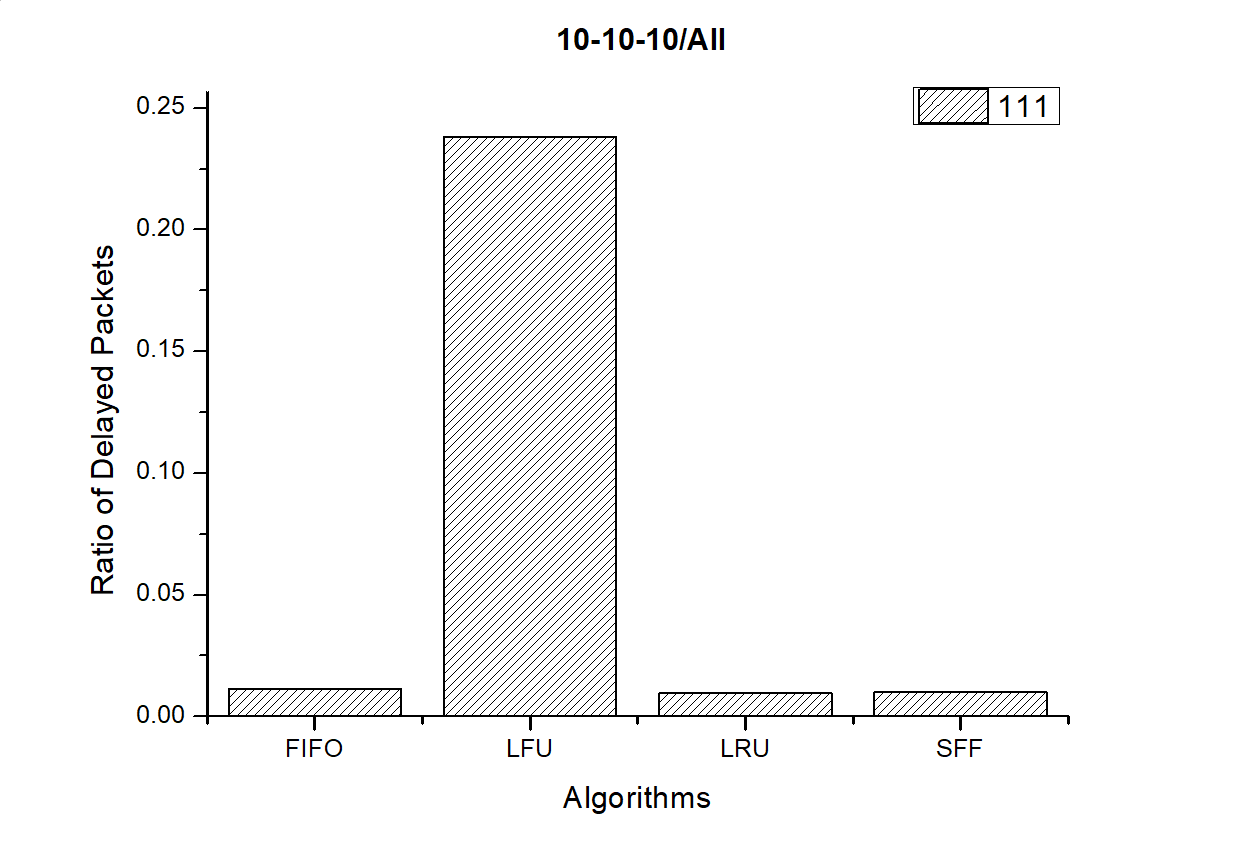 10-10-10/All
111
0.25
0.20
0.15
0.10
0.05
0.00
Ratio of Delayed Packets
FIFO LFU LRU SFF
Algorithms